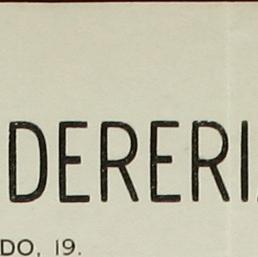 DERERI
DO, 19.